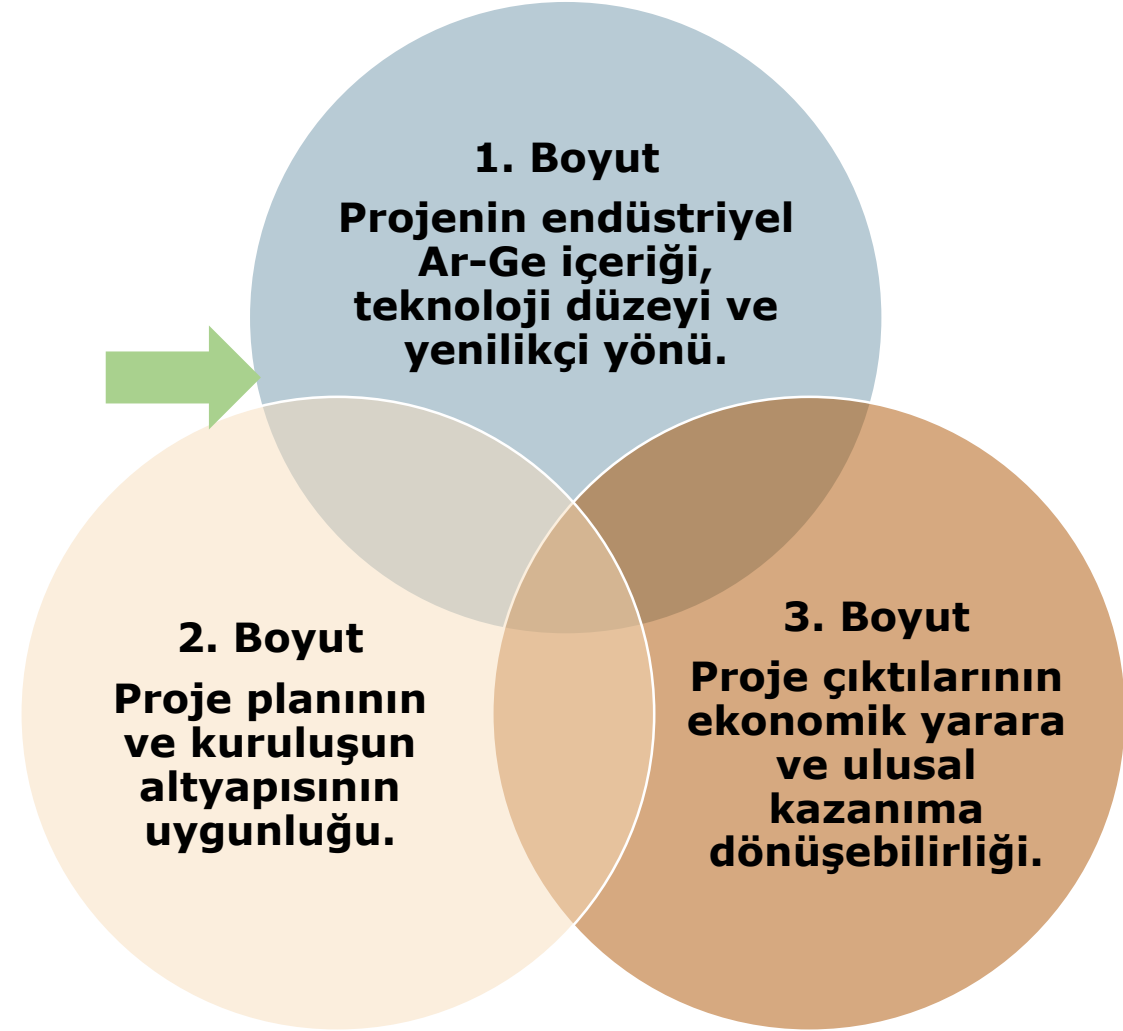 1. Boyut
Projenin endüstriyel
Ar-Ge içeriği,
teknoloji düzeyi ve
yenilikçi yönü.
2. Boyut
Proje planının
ve kuruluşun
altyapısının
uygunluğu.
3. Boyut
Proje çıktılarının
ekonomik yarara
ve ulusal
kazanıma
dönüşebilirliği.